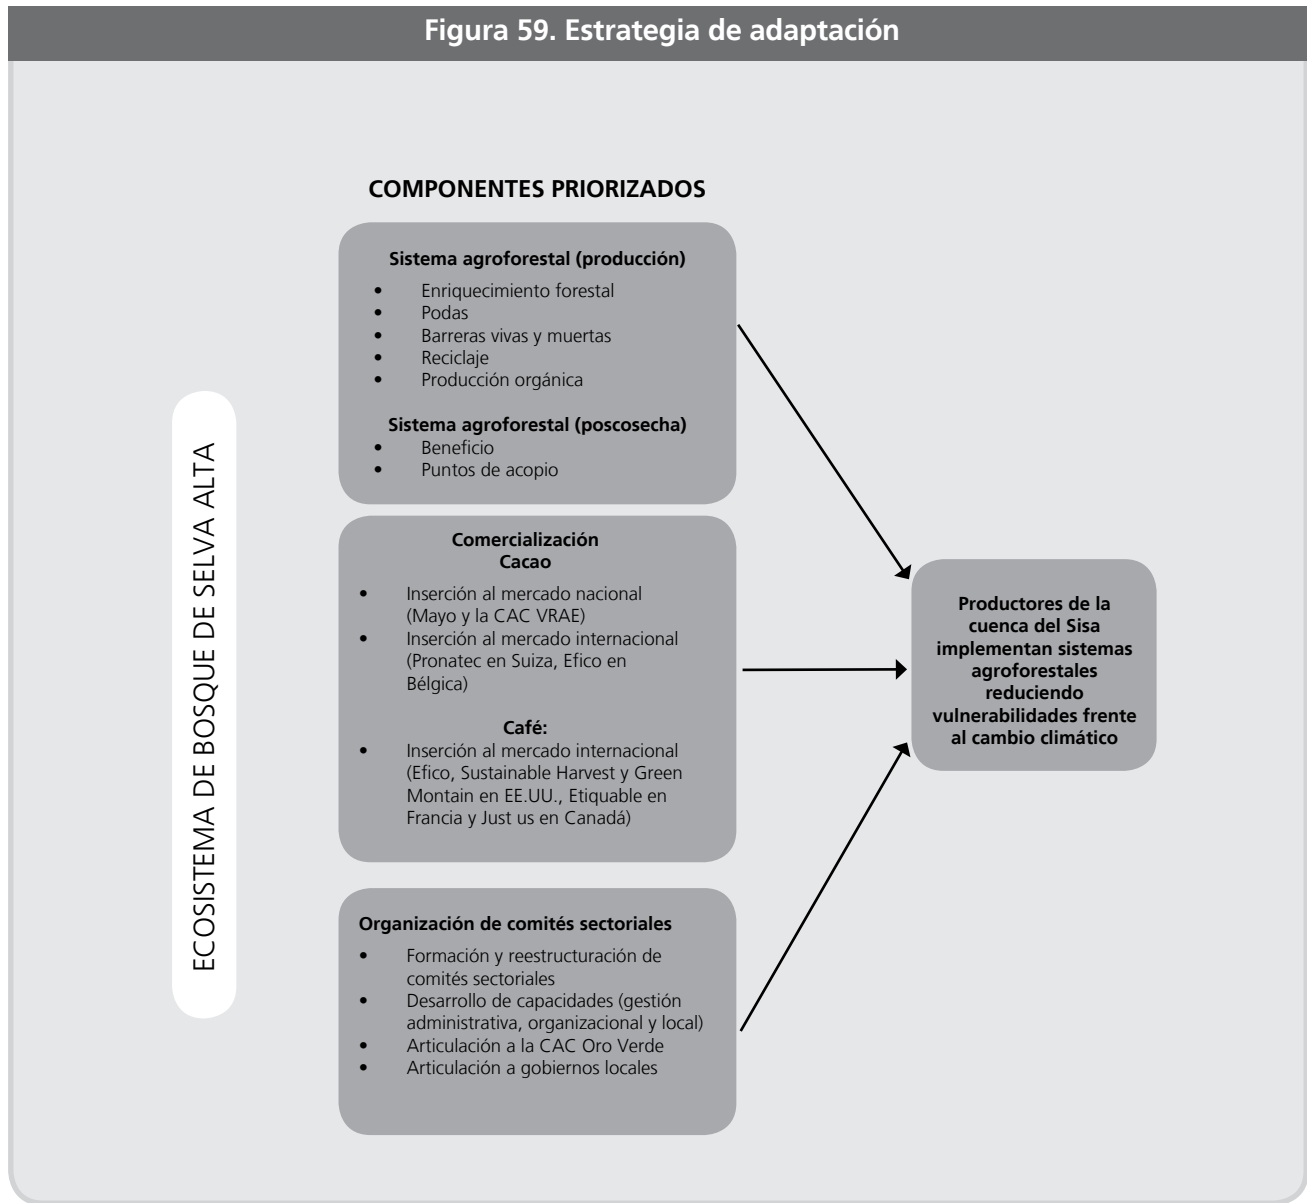 Figura 59. Estrategia de adaptación
COMPONENTES PRIORIZADOS
ECOSISTEMA DE BOSQUE DE SELVA ALTA
Sistema agroforestal (producción)
• Enriquecimiento forestal
• Podas
• Barreras vivas y muertas
• Reciclaje
• Producción orgánica
Sistema agroforestal (poscosecha)
• Beneficio
• Puntos de acopio
Comercialización
Cacao
• Inserción al mercado nacional
(Mayo y la CAC VRAE)
• Inserción al mercado internacional
(Pronatec en Suiza, Efico en
Bélgica)
Café:
• Inserción al mercado internacional
(Efico, Sustainable Harvest y Green
Montain en EE.UU., Etiquable en
Francia y Just us en Canadá)
Organización de comités sectoriales
• Formación y reestructuración de
comités sectoriales
• Desarrollo de capacidades (gestión
administrativa, organizacional y local)
• Articulación a la CAC Oro Verde
• Articulación a gobiernos locales
Productores de la
cuenca del Sisa
implementan sistemas
agroforestales
reduciendo
vulnerabilidades frente
al cambio climático